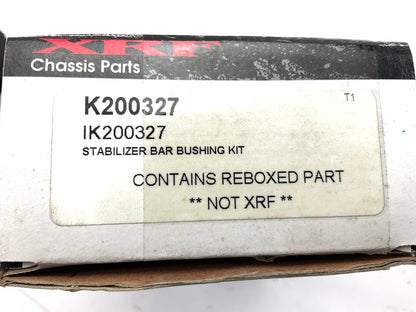 XRF
Chassis Parts
K200327
T1
IK200327
STABILIZER BAR BUSHING KIT
CONTAINS REBOXED PART
** NOT XRF **